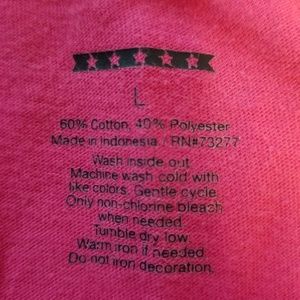 L
60% Cotton, 40% Polyester
Made in Indonesia / RN#73277
Wash inside out
Machine wash cold with
like colors. Gentle cycle.
Only non-chlorine bleach
when needed.
Tumble dry low.
Warm iron if needed.
Do not iron decoration.